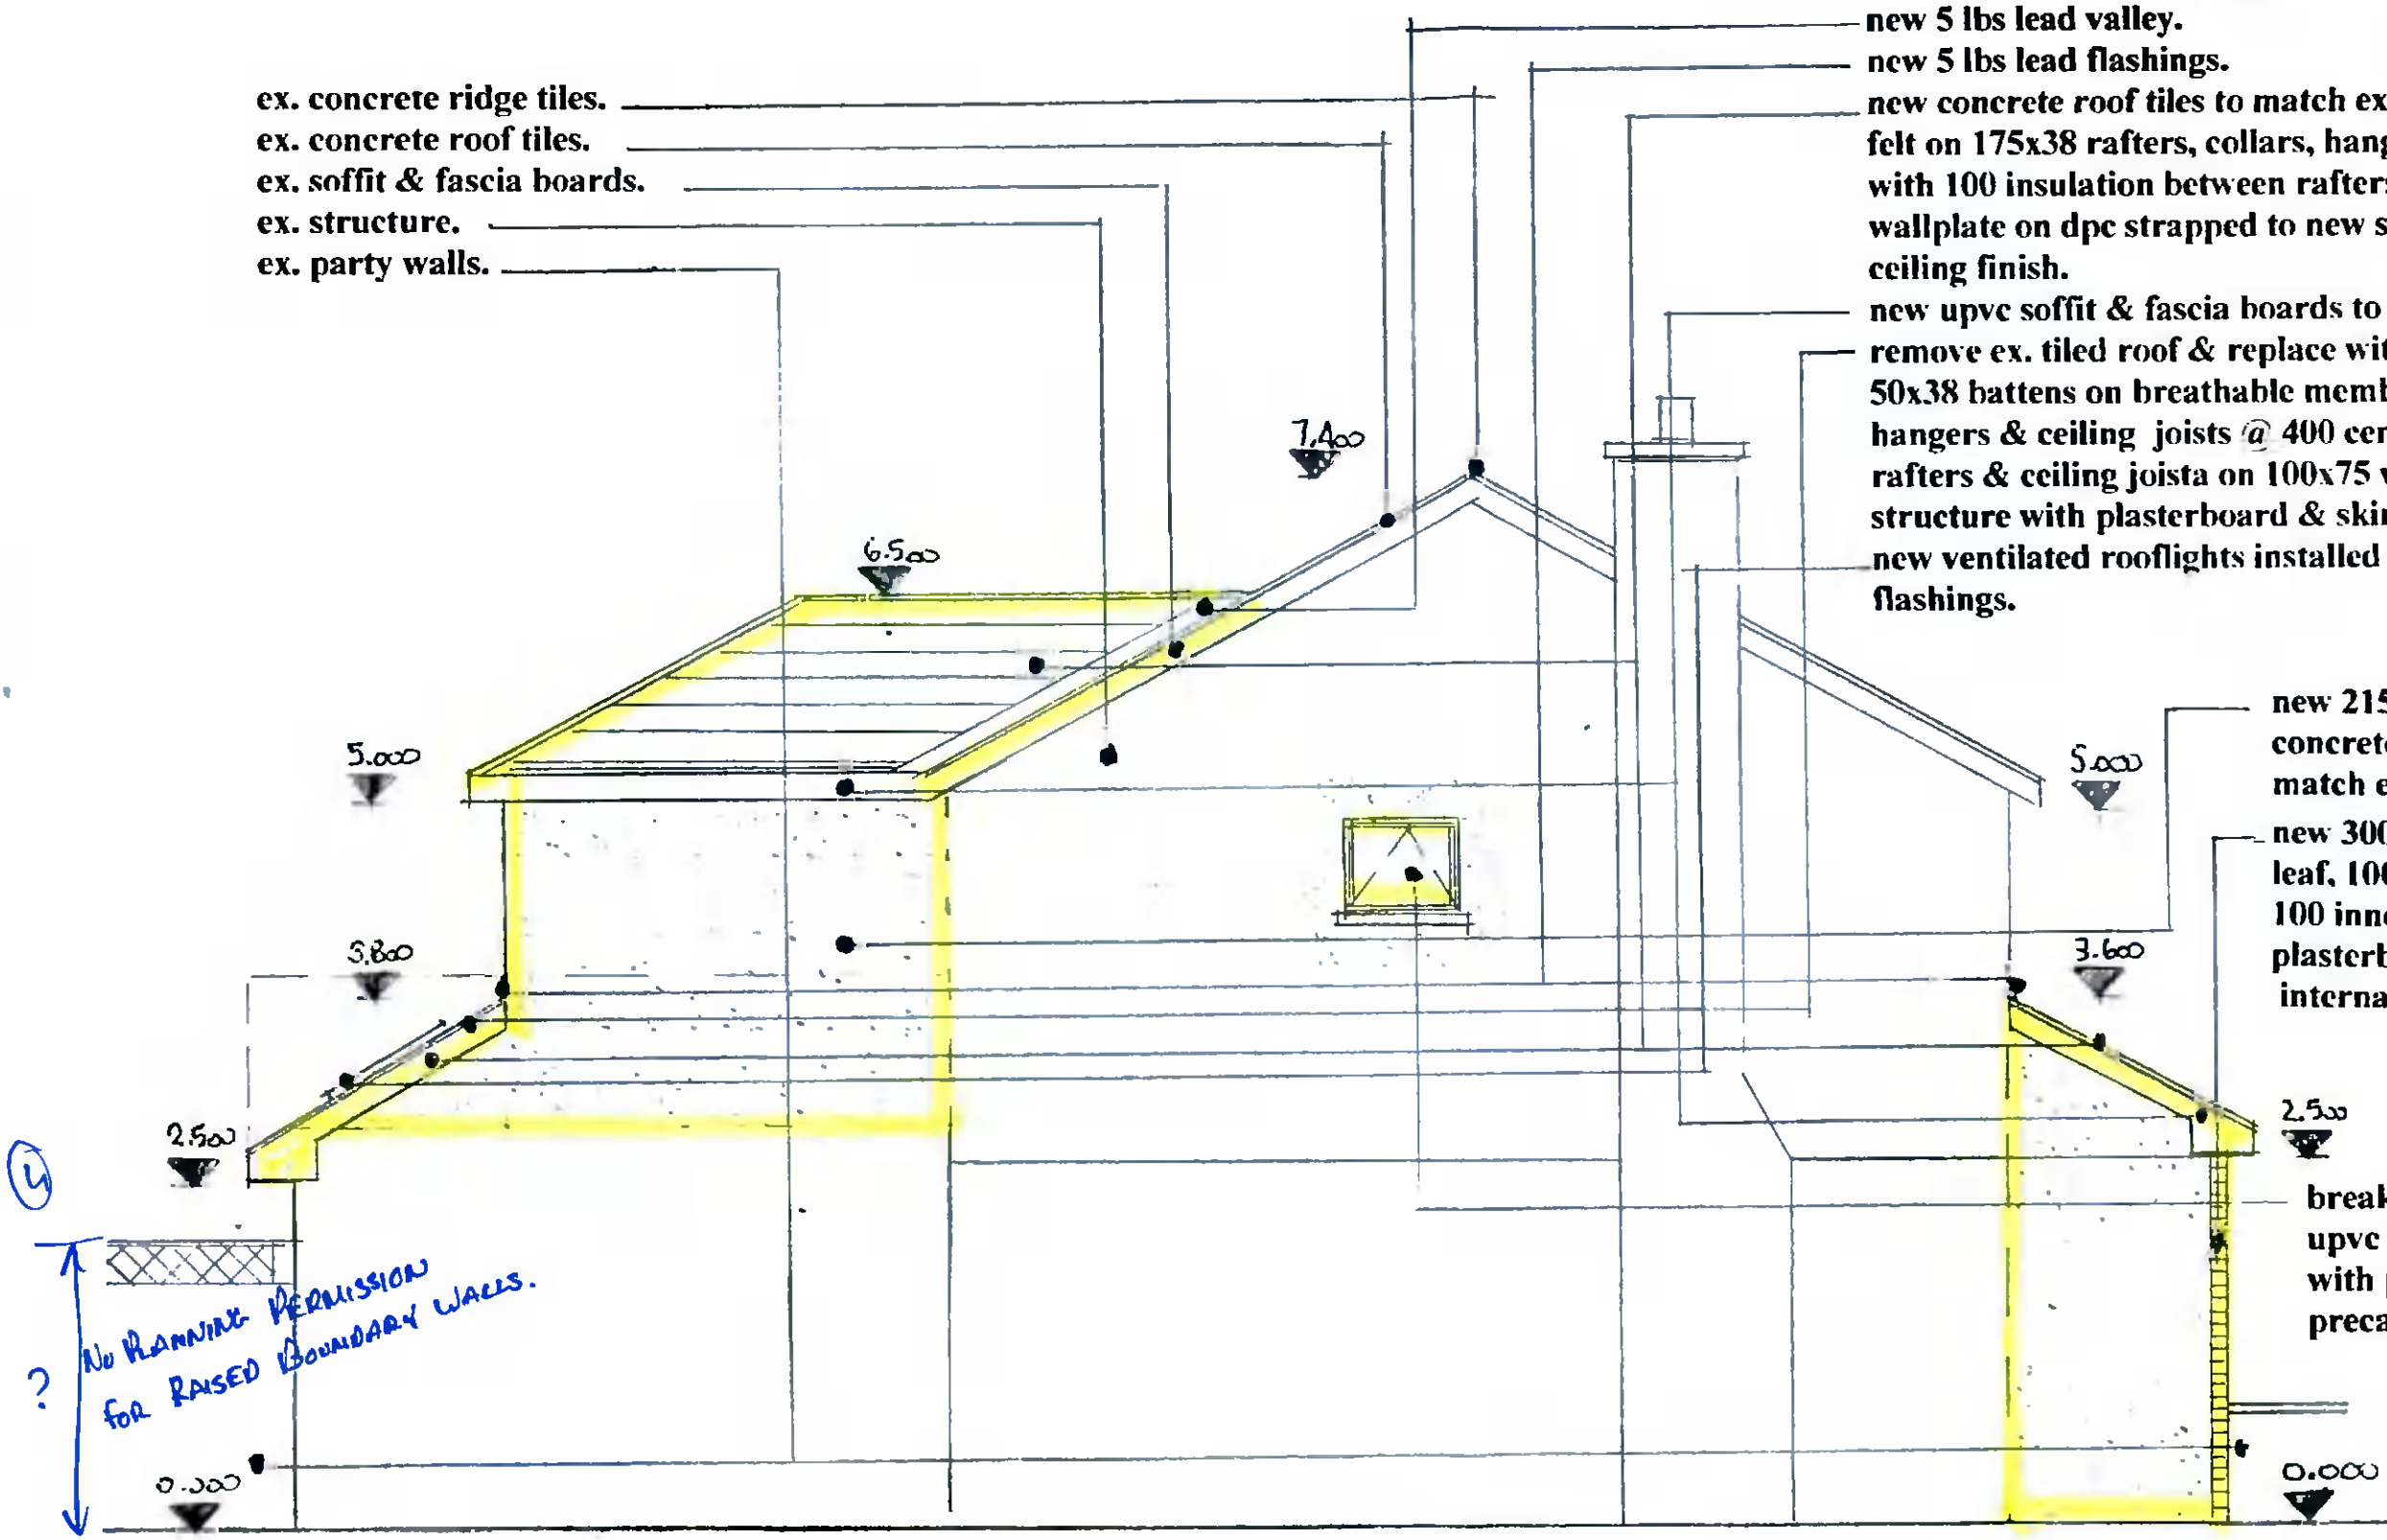 ex. concrete ridge tiles.
ex. concrete roof tiles.
ex. soffit & fascia boards.
ex. structure.
ex. party walls.
new 5 lbs lead valley.
new 5 lbs lead flashings.
new concrete roof tiles to match ex
felt on 175x38 rafters, collars, hang
with 100 insulation between rafters
wallplate on dpc strapped to new s
ceiling finish.
new upvc soffit & fascia boards to
remove ex. tiled roof & replace wit
50x38 battens on breathable memb
hangers & ceiling joists @ 400 cen
rafters & ceiling joista on 100x75 w
structure with plasterboard & skin
new ventilated rooflights installed
flashings.
7.400
6.500
5.000
3.800
2.500
0.000
new 215
concrete
match e
new 300
leaf, 100
100 inne
plasterb
interna
5.000
3.600
2.500
break
upvc
with p
preca
0.000
4
?
No PLANNING PERMISSION
FOR RAISED BOUNDARY WALLS.